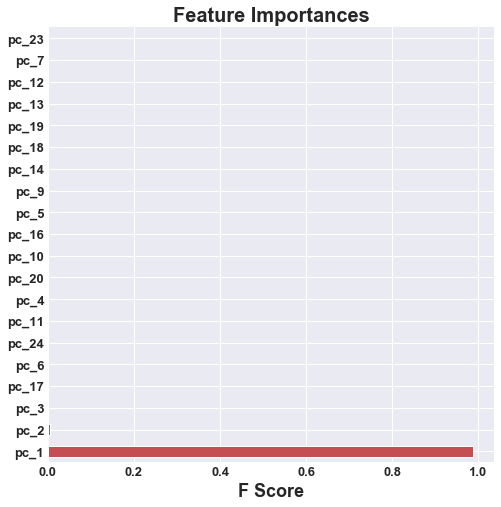 Feature Importances
pc_23
pc_7
pc_12
pc_13
pc_19
pc_18
pc_14
pc_9
pc_5
pc_16
pc_10
pc_20
pc_4
pc_11
pc_24
pc_6
pc_17
pc_3
pc_2
pc_1
0.0 0.2 0.4 0.6 0.8 1.0
F Score